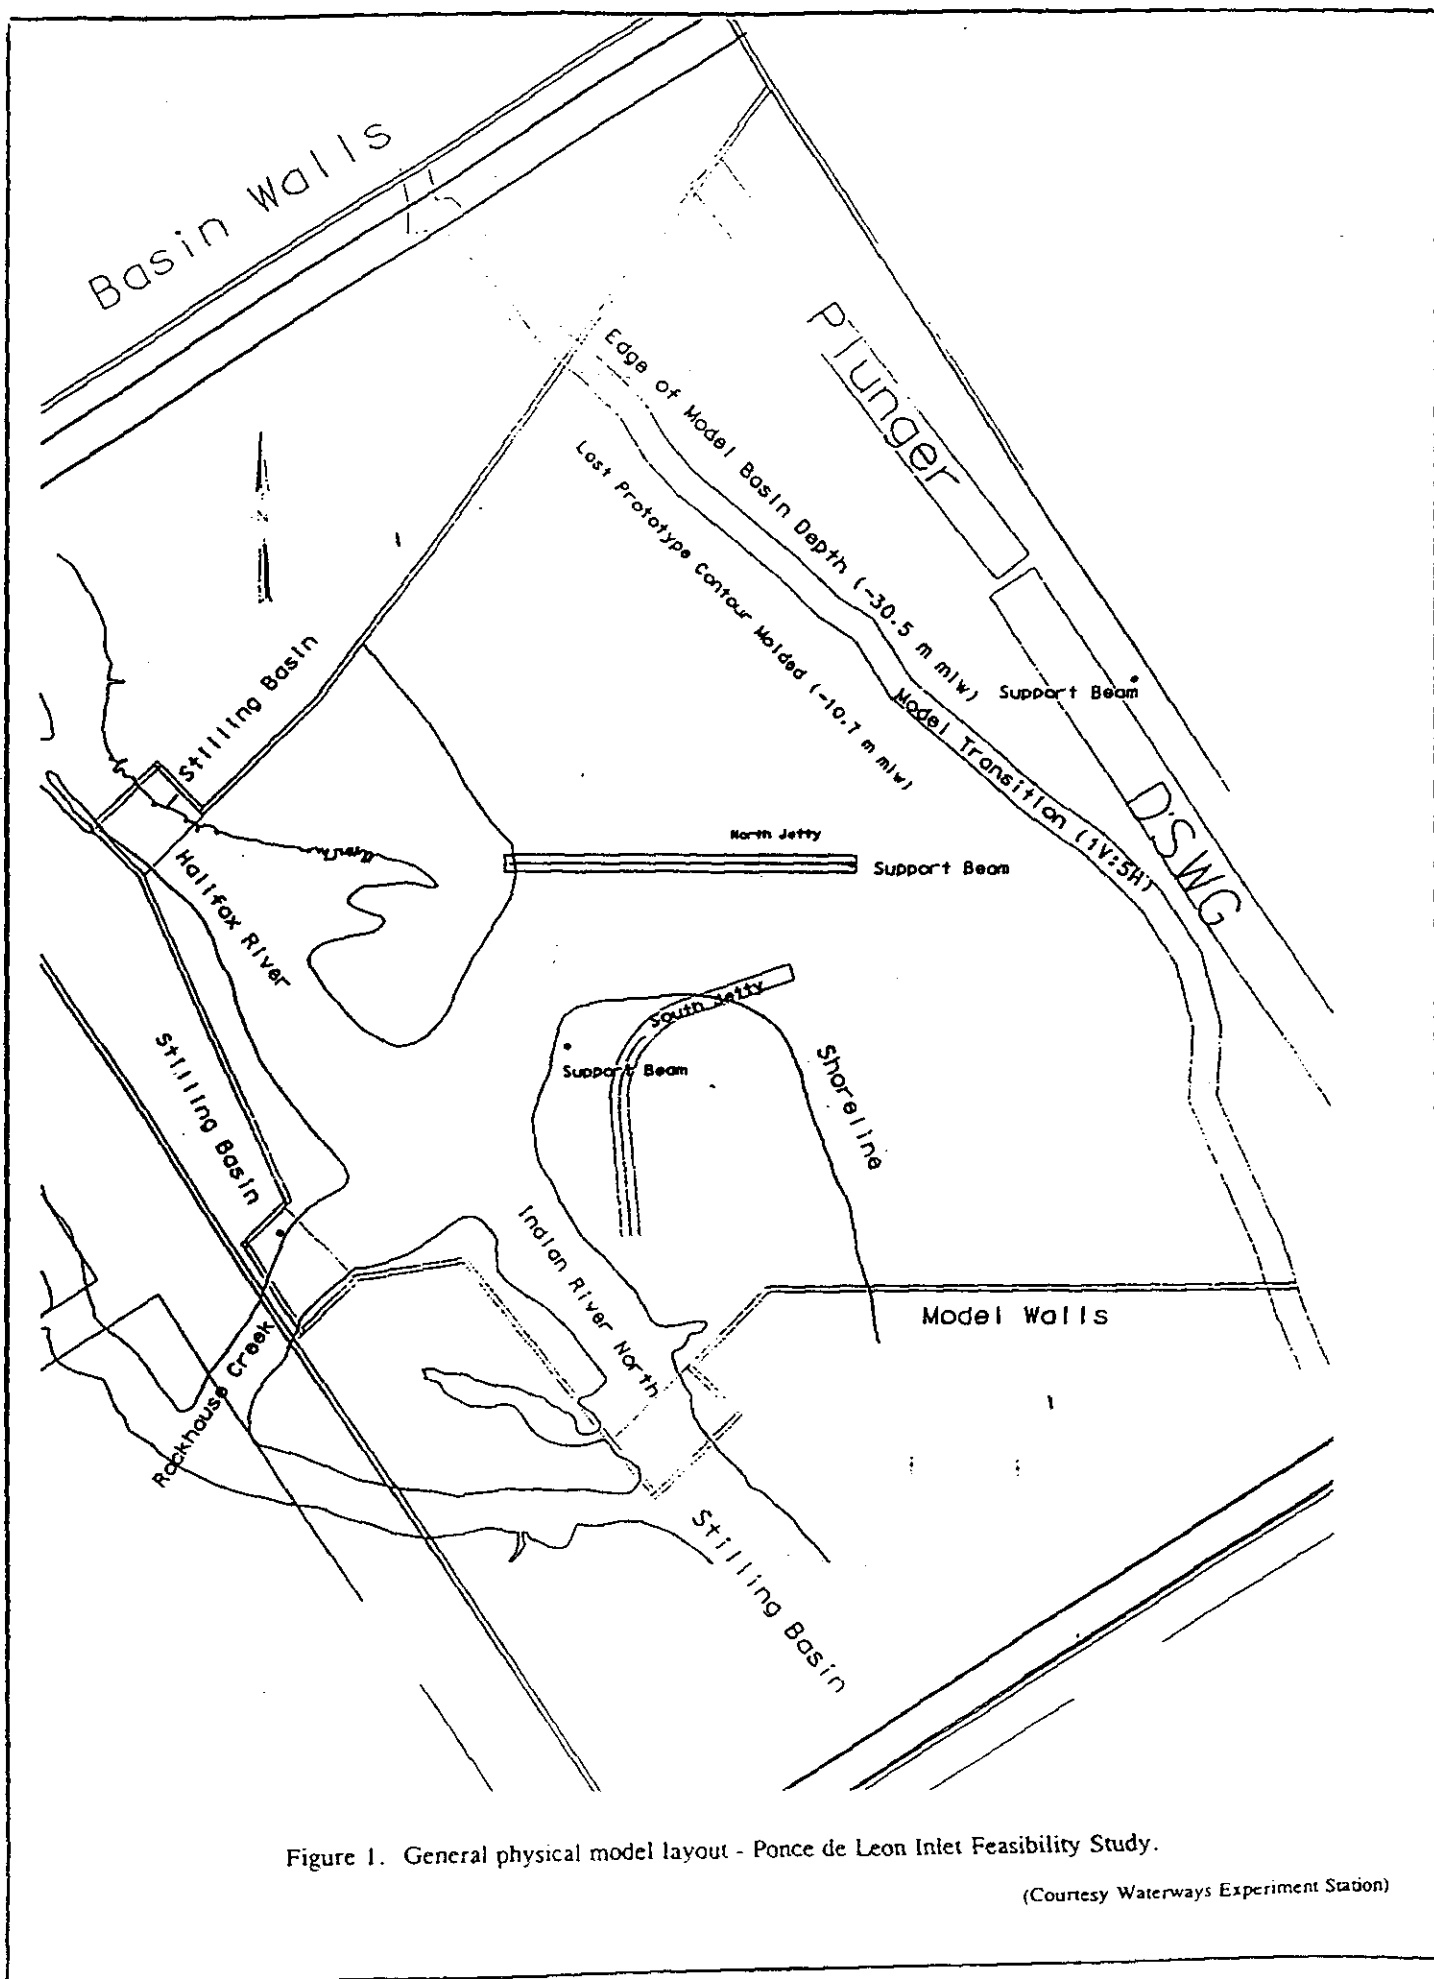 Basin Walls
Plunger
Edge of Model Basin Depth (-30.5 m mlw)
Last Prototype Contour Molded (-10.7 m mlw)
Stilling Basin
Support Beam
Model Transition (1V:5H)
DSWG
North Jetty
Support Beam
Halifax River
South Jetty
Stilling Basin
Support Beam
Shoreline
Indian River North
Model Walls
Rockhouse Creek
Stilling Basin
Figure 1. General physical model layout - Ponce de Leon Inlet Feasibility Study.
(Courtesy Waterways Experiment Station)